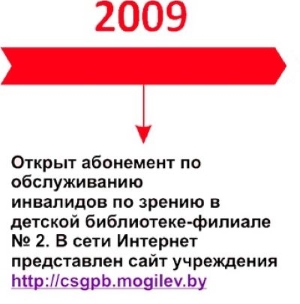 2009
Открыт абонемент по
обслуживанию
инвалидов по зрению в
детской библиотеке-филиале
№ 2. В сети Интернет
представлен сайт учреждения
http://csgpb.mogilev.by